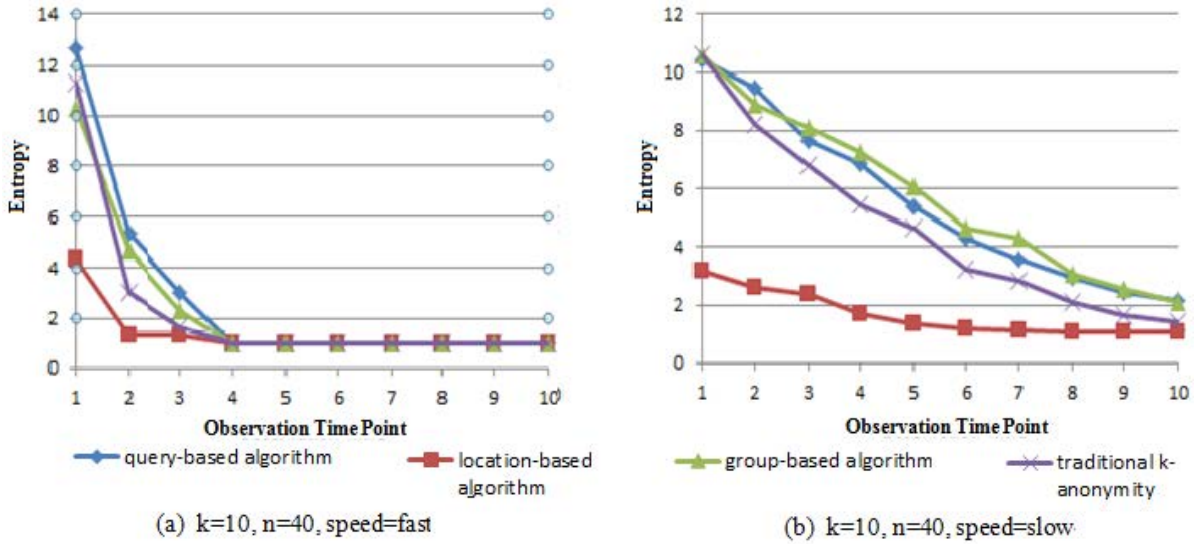 14
12
10
8
6
4
2
0
Entropy
1 2 3 4 5 6 7 8 9 10
Observation Time Point
query-based algorithm
location-based
algorithm
(a) k=10, n=40, speed=fast
12
10
8
6
4
2
0
Entropy
1 2 3 4 5 6 7 8 9 10
Observation Time Point
group-based algorithm
traditional k-
anonymity
(b) k=10, n=40, speed=slow